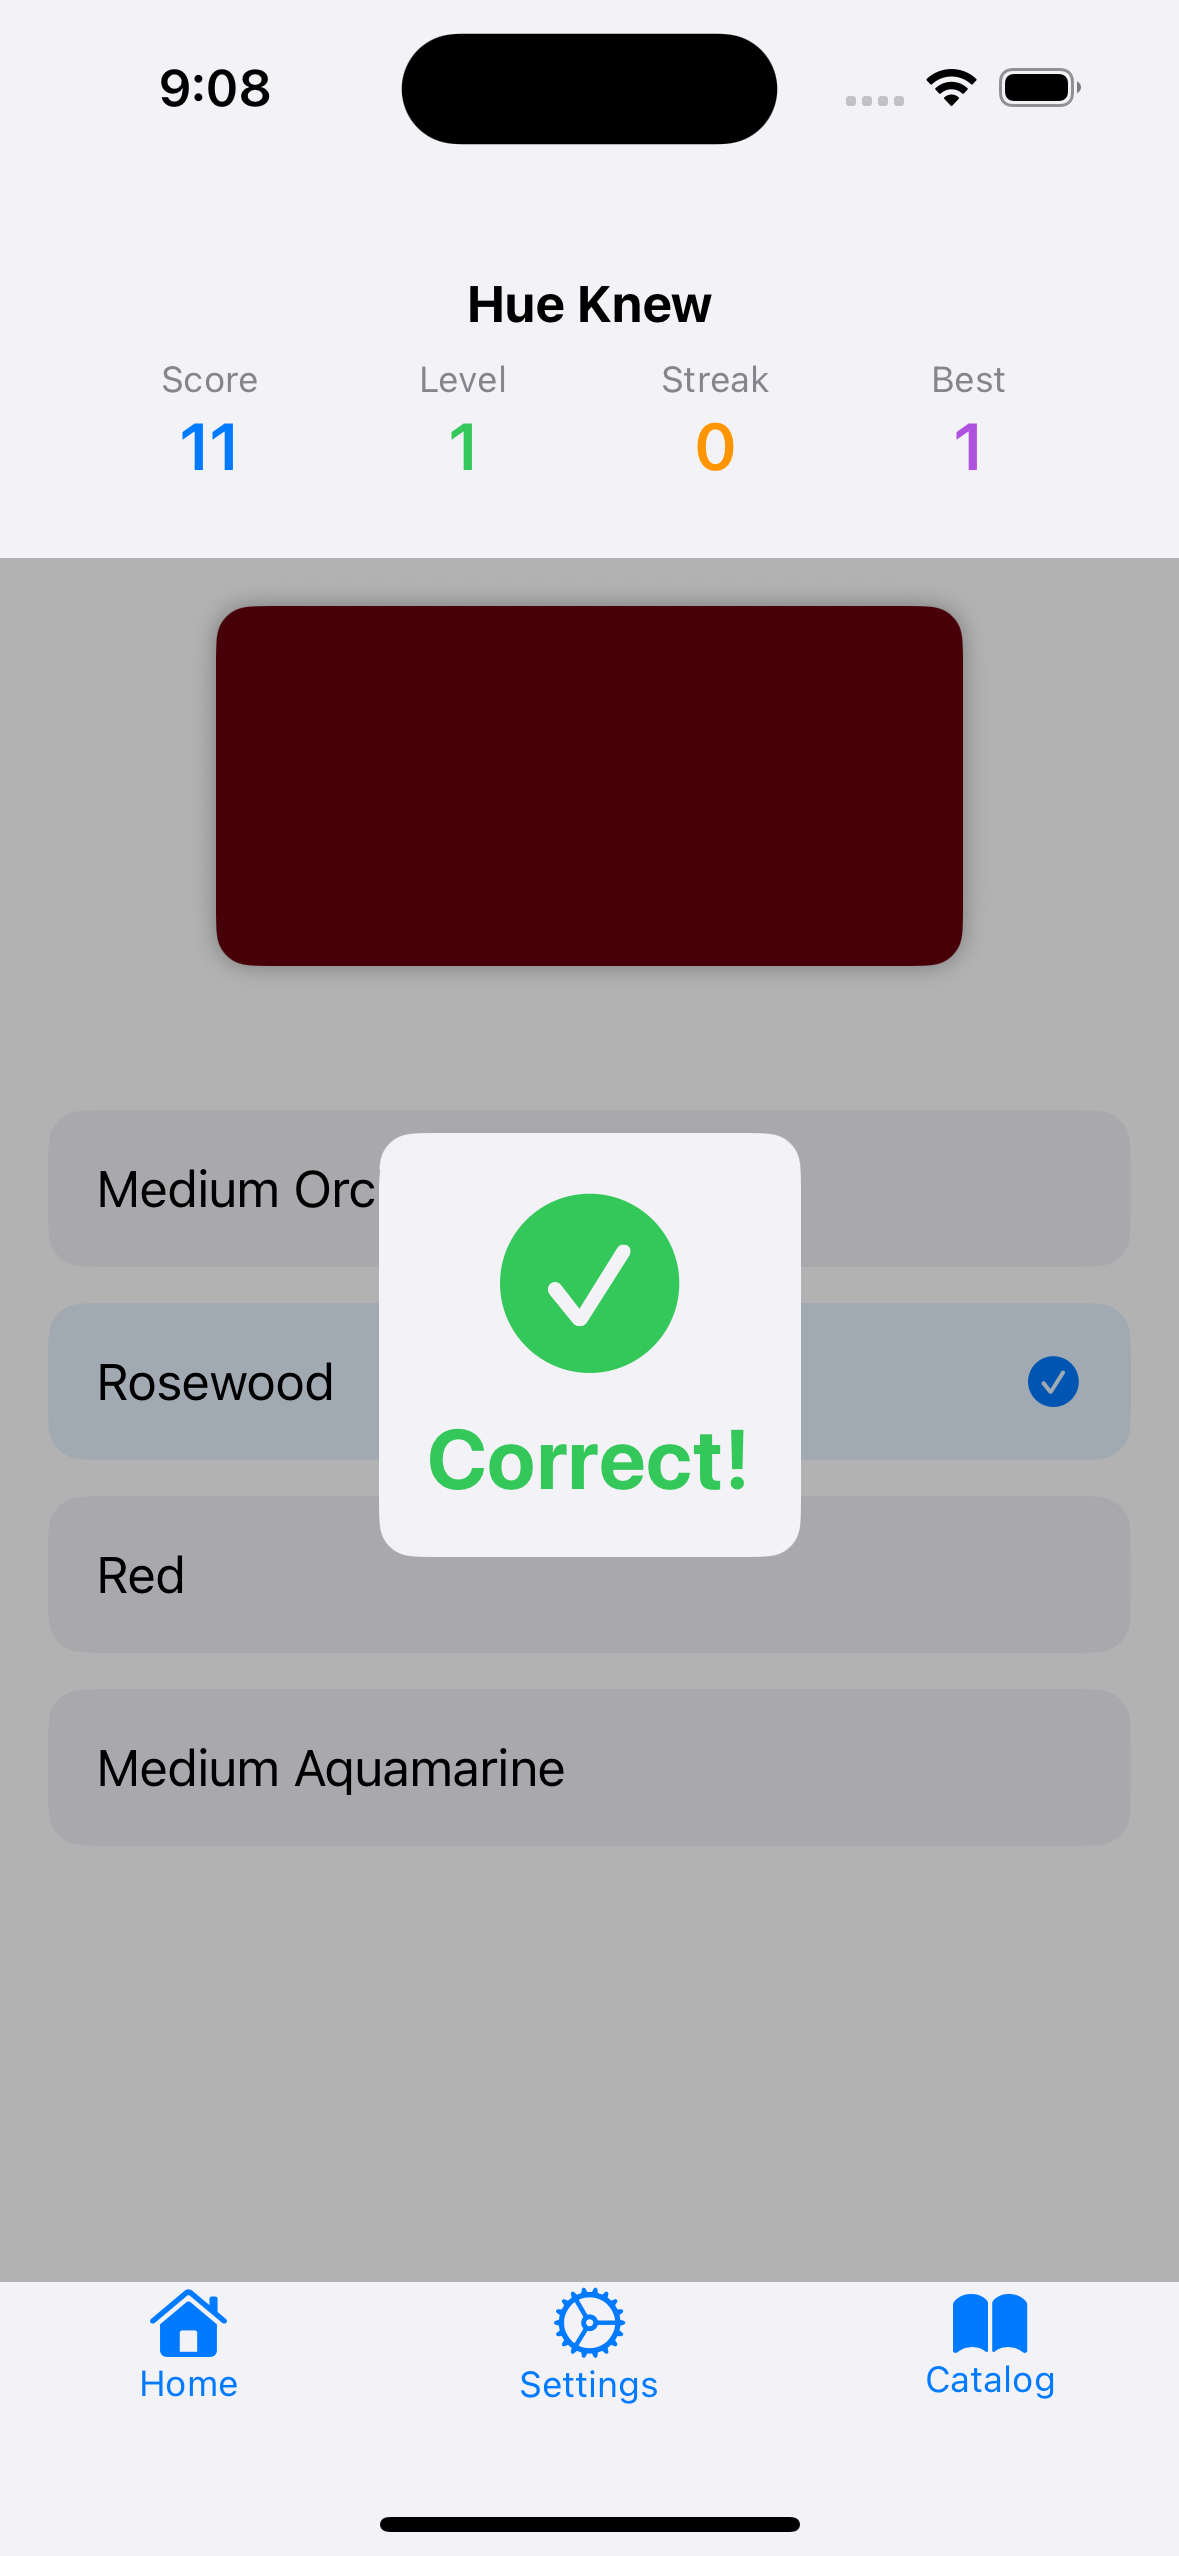 9:08
Hue Knew
Score Level Streak Best
11 1 0 1
Medium Orc
Rosewood
Correct!
Red
Medium Aquamarine
Home Settings Catalog